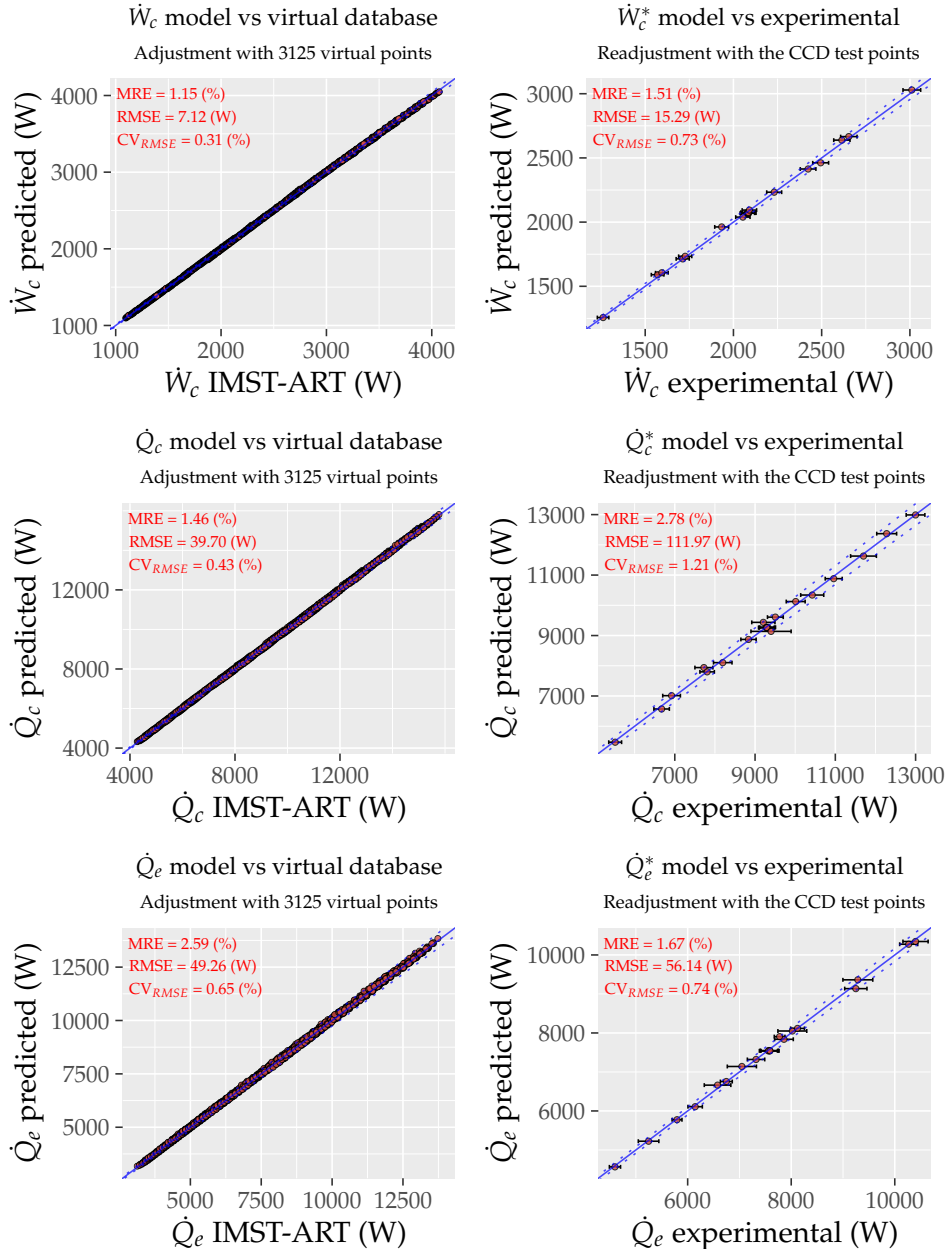 Ẇc model vs virtual database
Adjustment with 3125 virtual points
MRE = 1.15 (%)
RMSE = 7.12 (W)
CVRMSE = 0.31 (%)
Ẇc predicted (W)
4000
3000
2000
1000
1000 2000 3000 4000
Ẇc IMST-ART (W)
Ẇc* model vs experimental
Readjustment with the CCD test points
MRE = 1.51 (%)
RMSE = 15.29 (W)
CVRMSE = 0.73 (%)
Ẇc predicted (W)
3000
2500
2000
1500
1500 2000 2500 3000
Ẇc experimental (W)
Q̇c model vs virtual database
Adjustment with 3125 virtual points
MRE = 1.46 (%)
RMSE = 39.70 (W)
CVRMSE = 0.43 (%)
Q̇c predicted (W)
12000
8000
4000
4000 8000 12000
Q̇c IMST-ART (W)
Q̇c* model vs experimental
Readjustment with the CCD test points
MRE = 2.78 (%)
RMSE = 111.97 (W)
CVRMSE = 1.21 (%)
Q̇c predicted (W)
13000
11000
9000
7000
7000 9000 11000 13000
Q̇c experimental (W)
Q̇e model vs virtual database
Adjustment with 3125 virtual points
MRE = 2.59 (%)
RMSE = 49.26 (W)
CVRMSE = 0.65 (%)
Q̇e predicted (W)
12500
10000
7500
5000
5000 7500 10000 12500
Q̇e IMST-ART (W)
Q̇e* model vs experimental
Readjustment with the CCD test points
MRE = 1.67 (%)
RMSE = 56.14 (W)
CVRMSE = 0.74 (%)
Q̇e predicted (W)
10000
8000
6000
6000 8000 10000
Q̇e experimental (W)